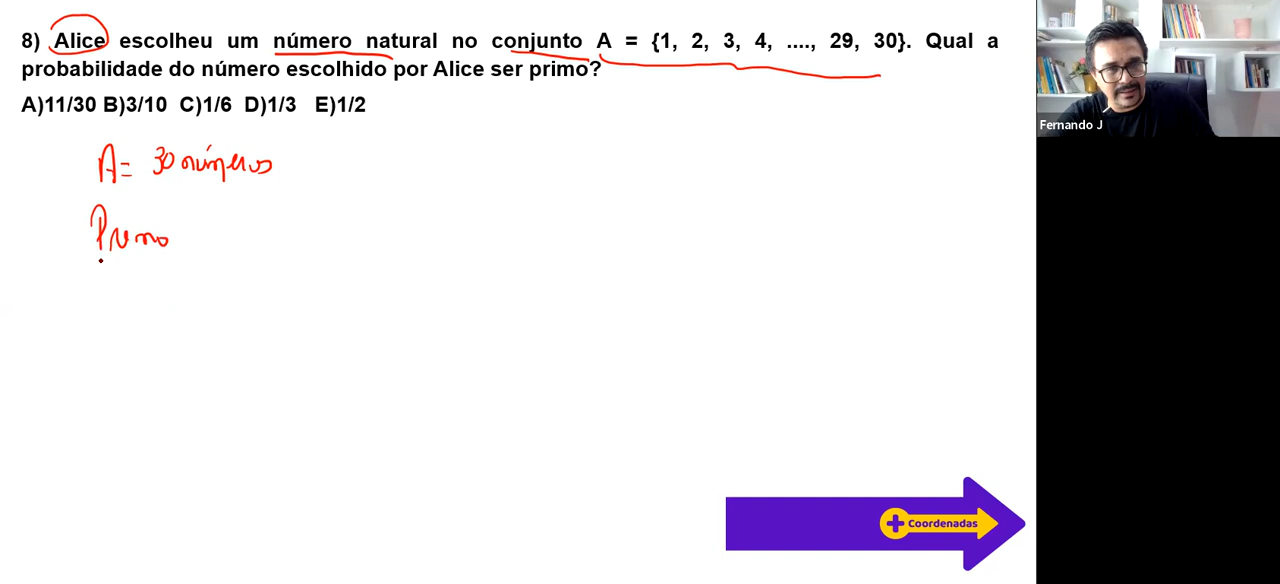 8) Alice escolheu um número natural no conjunto A = {1, 2, 3, 4, ...., 29, 30}. Qual a
probabilidade do número escolhido por Alice ser primo?
A)11/30 B)3/10 C)1/6 D)1/3 E)1/2
A= 30 números
Primo
Fernando J
+ Coordenadas